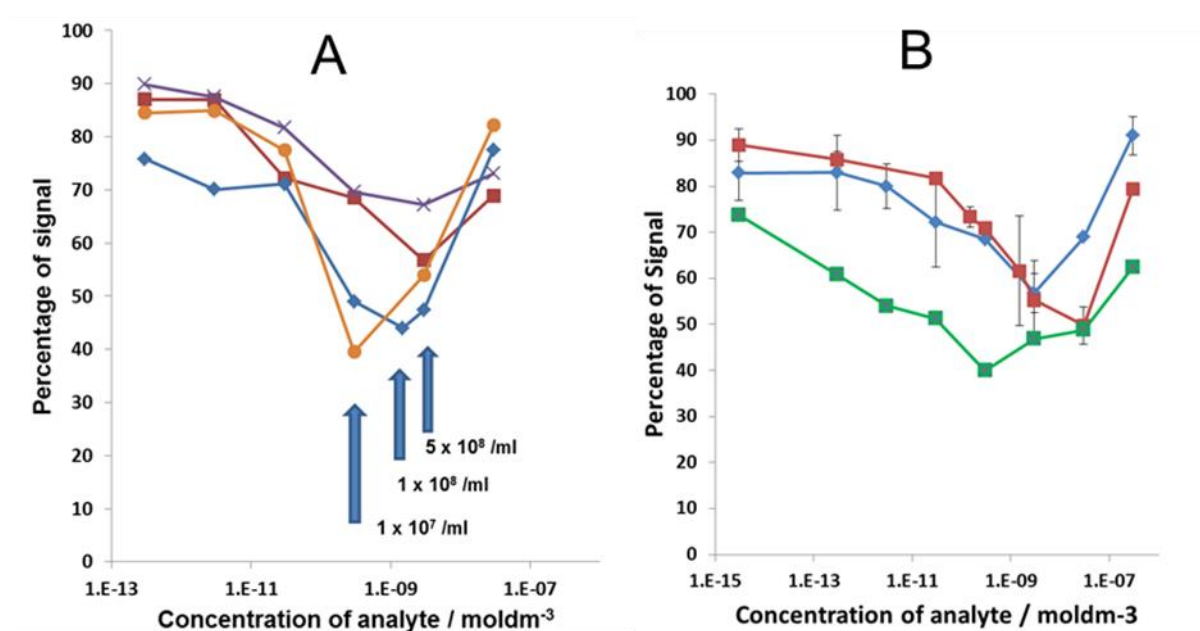 A
100
90
80
70
60
50
40
30
20
10
0
Percentage of signal
5 x 10⁸ /ml
1 x 10⁸ /ml
1 x 10⁷ /ml
1.E-13 1.E-11 1.E-09 1.E-07
Concentration of analyte / moldm⁻³
B
100
90
80
70
60
50
40
30
20
10
0
Percentage of Signal
1.E-15 1.E-13 1.E-11 1.E-09 1.E-07
Concentration of analyte / moldm-3